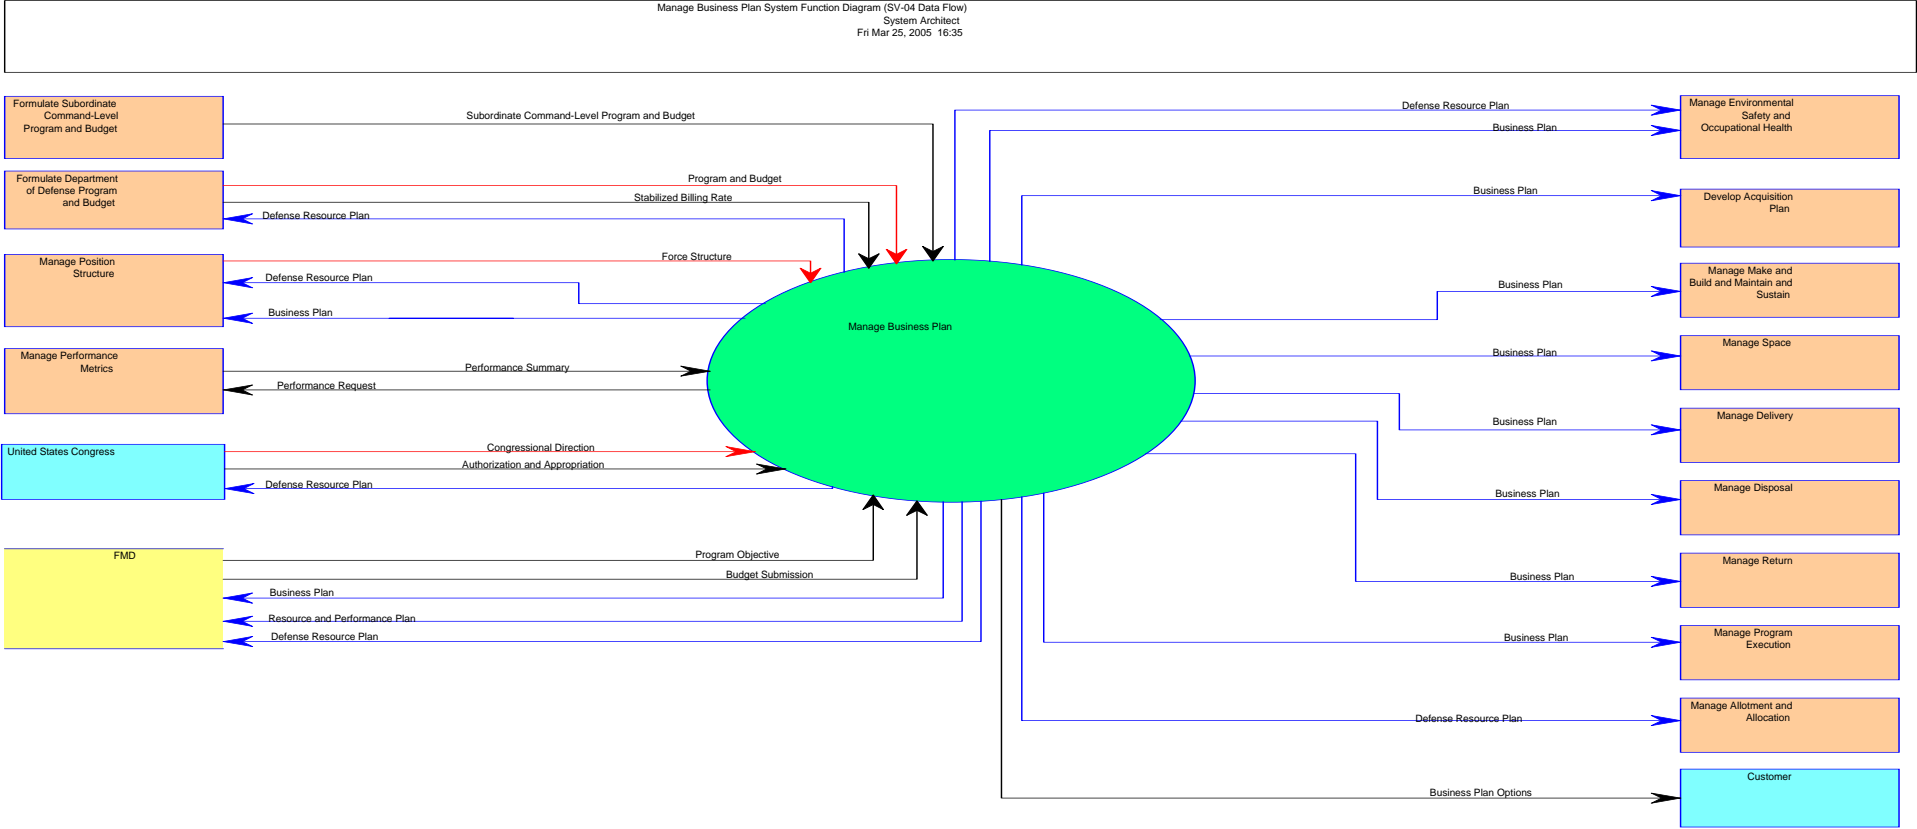 Manage Business Plan System Function Diagram (SV-04 Data Flow)
System Architect
Fri Mar 25, 2005  16:35
Formulate Subordinate
Command-Level
Program and Budget
Subordinate Command-Level Program and Budget
Formulate Department
of Defense Program
and Budget
Program and Budget
Stabilized Billing Rate
Defense Resource Plan
Manage Position
Structure
Force Structure
Defense Resource Plan
Business Plan
Manage Performance
Metrics
Performance Summary
Performance Request
United States Congress
Congressional Direction
Authorization and Appropriation
Defense Resource Plan
FMD
Program Objective
Budget Submission
Business Plan
Resource and Performance Plan
Defense Resource Plan
Manage Business Plan
Defense Resource Plan
Business Plan
Manage Environmental
Safety and
Occupational Health
Business Plan
Develop Acquisition
Plan
Business Plan
Manage Make and
Build and Maintain and
Sustain
Business Plan
Manage Space
Business Plan
Manage Delivery
Business Plan
Manage Disposal
Business Plan
Manage Return
Business Plan
Manage Program
Execution
Defense Resource Plan
Manage Allotment and
Allocation
Business Plan Options
Customer